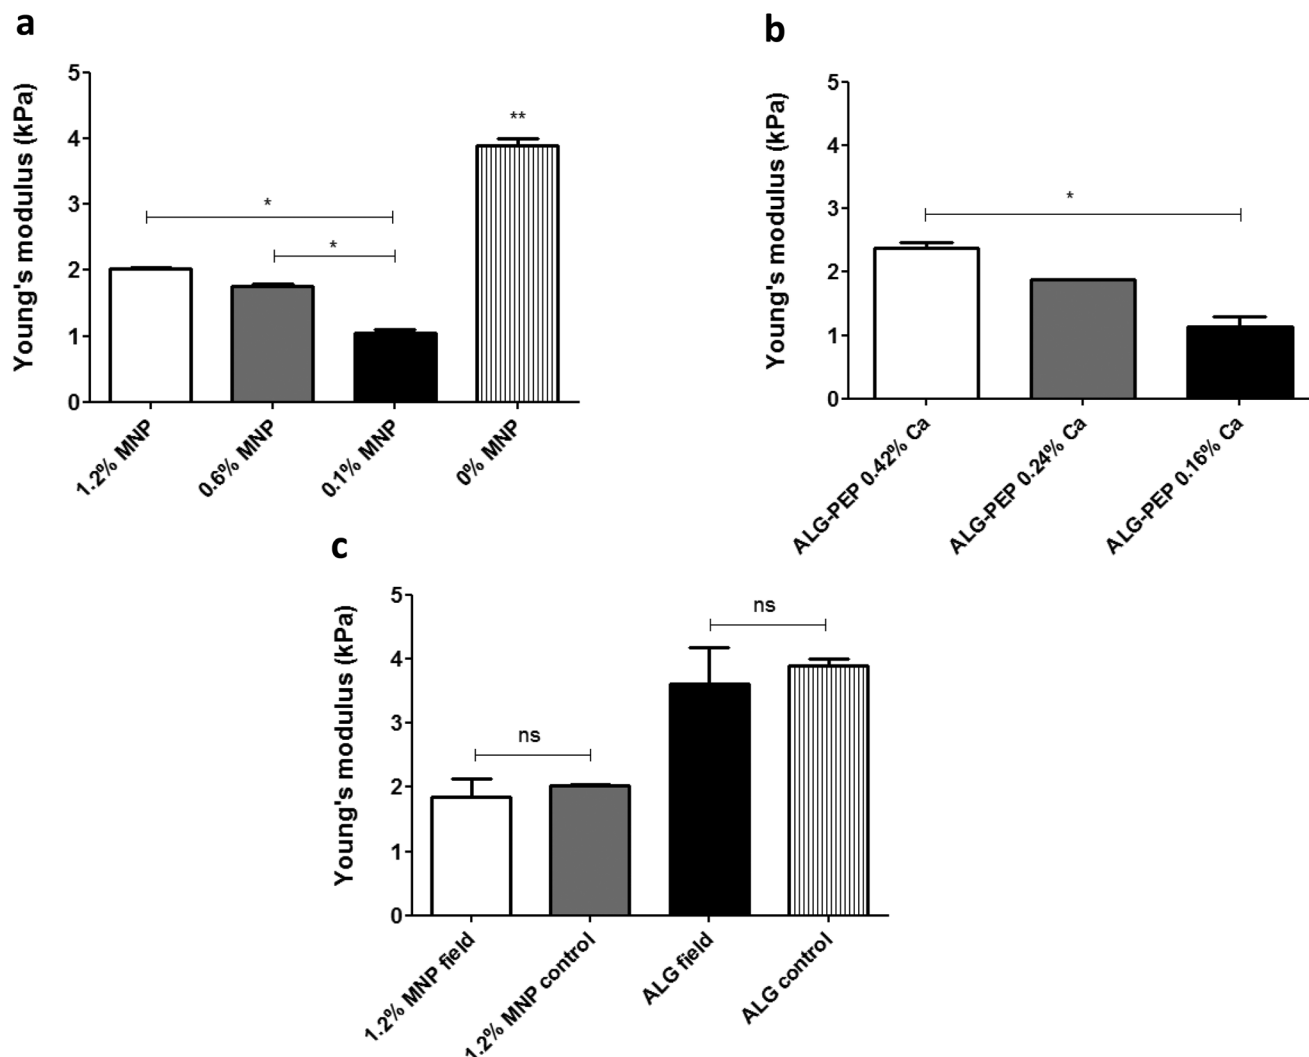 a
Young's modulus (kPa)
5
4
3
2
1
0
*
*
**
1.2% MNP
0.6% MNP
0.1% MNP
0% MNP
b
Young's modulus (kPa)
5
4
3
2
1
0
*
ALG-PEP 0.42% Ca
ALG-PEP 0.24% Ca
ALG-PEP 0.16% Ca
c
Young's modulus (kPa)
5
4
3
2
1
0
ns
ns
1.2% MNP field
1.2% MNP control
ALG field
ALG control